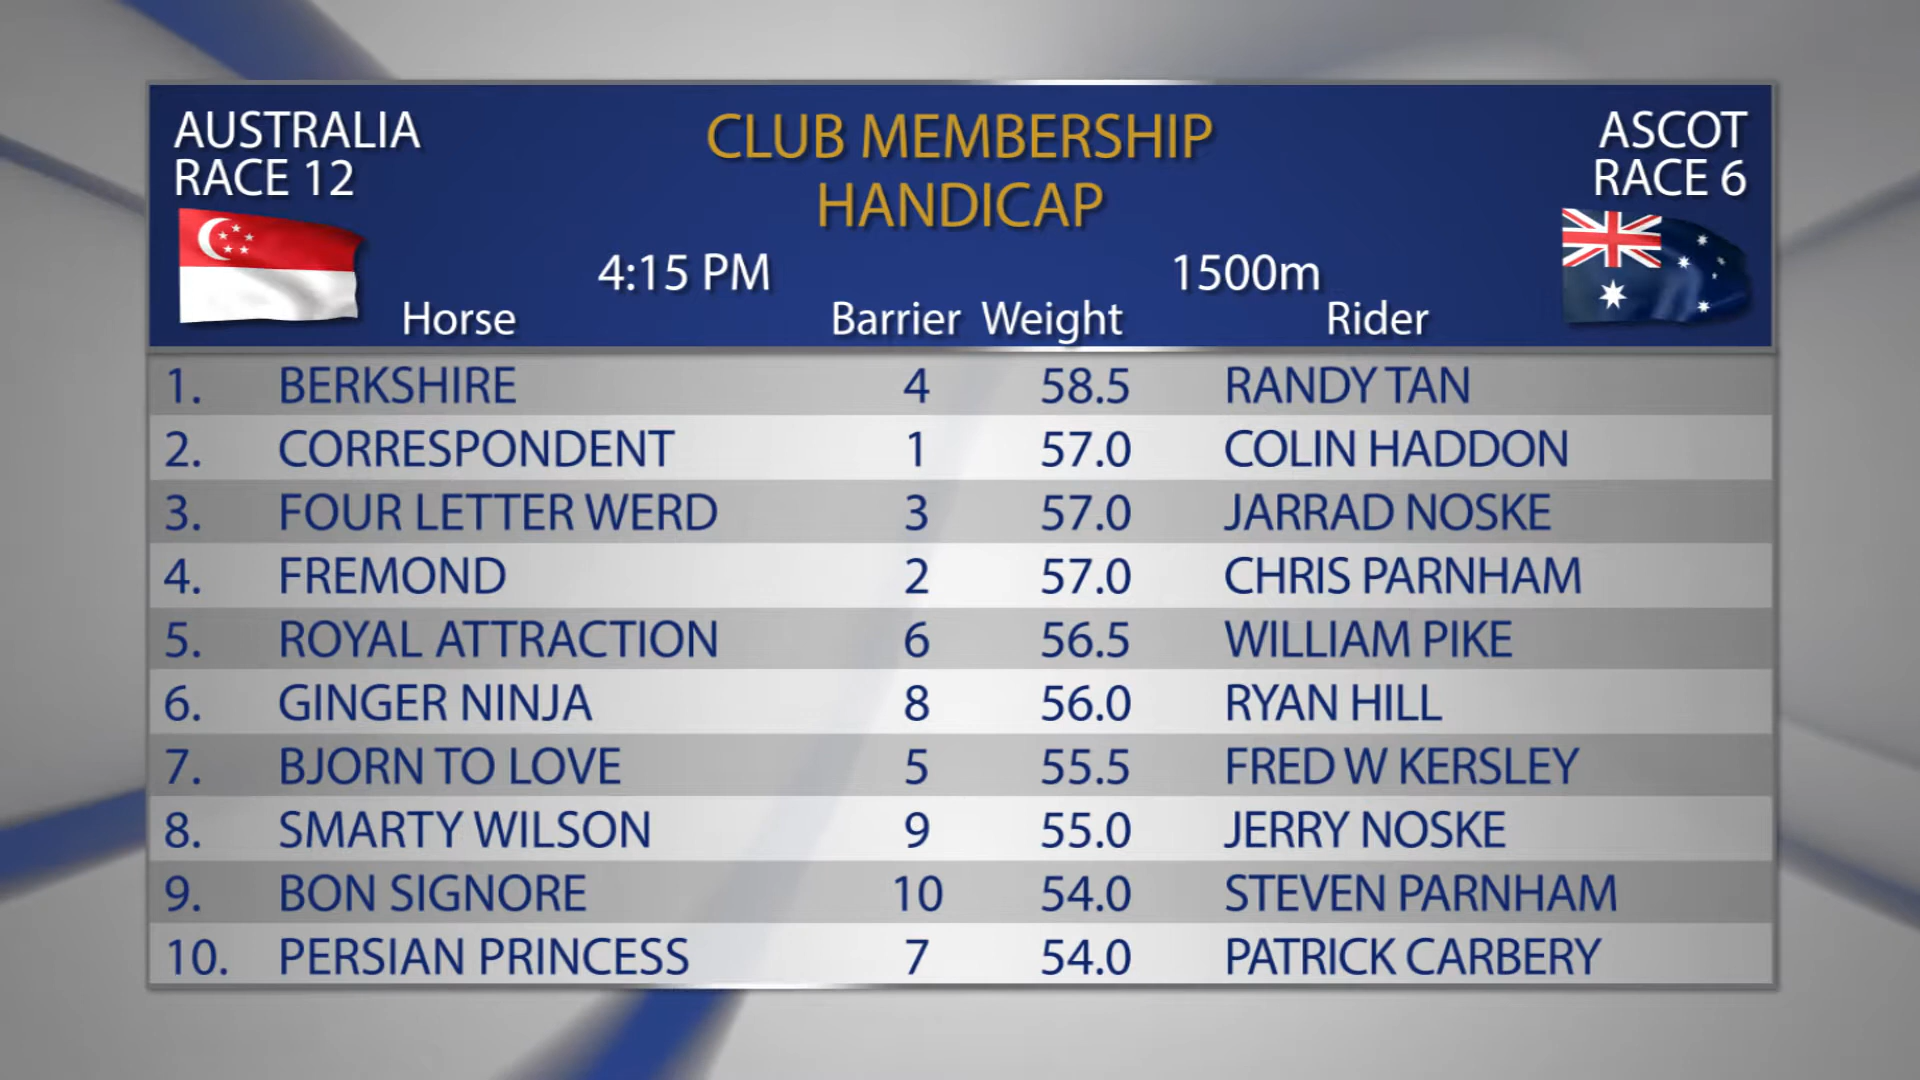 AUSTRALIA
RACE 12
CLUB MEMBERSHIP
HANDICAP
ASCOT
RACE 6
4:15 PM
1500m
Horse Barrier Weight Rider
1. BERKSHIRE 4 58.5 RANDY TAN
2. CORRESPONDENT 1 57.0 COLIN HADDON
3. FOUR LETTER WERD 3 57.0 JARRAD NOSKE
4. FREMOND 2 57.0 CHRIS PARNHAM
5. ROYAL ATTRACTION 6 56.5 WILLIAM PIKE
6. GINGER NINJA 8 56.0 RYAN HILL
7. BJORN TO LOVE 5 55.5 FRED W KERSLEY
8. SMARTY WILSON 9 55.0 JERRY NOSKE
9. BON SIGNORE 10 54.0 STEVEN PARNHAM
10. PERSIAN PRINCESS 7 54.0 PATRICK CARBERY